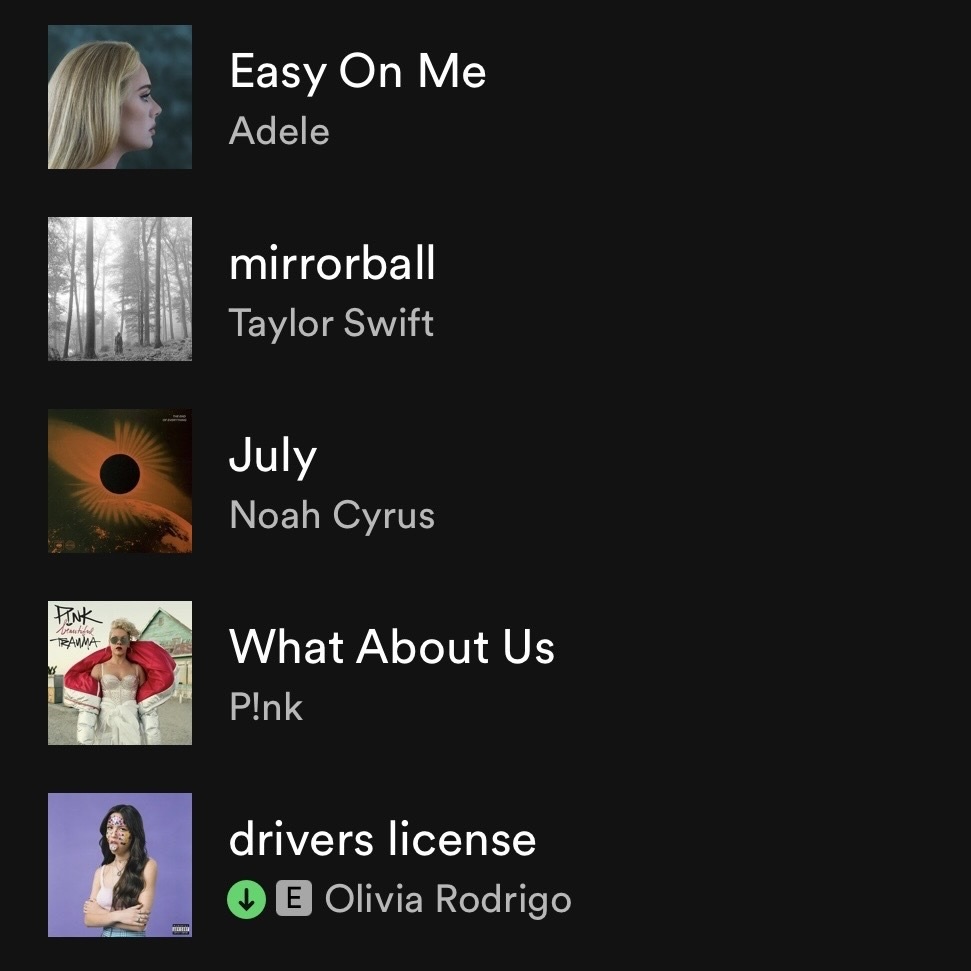 Easy On Me
Adele
mirrorball
Taylor Swift
July
Noah Cyrus
P!NK
beautiful
TRAUMA
What About Us
P!nk
drivers license
E Olivia Rodrigo